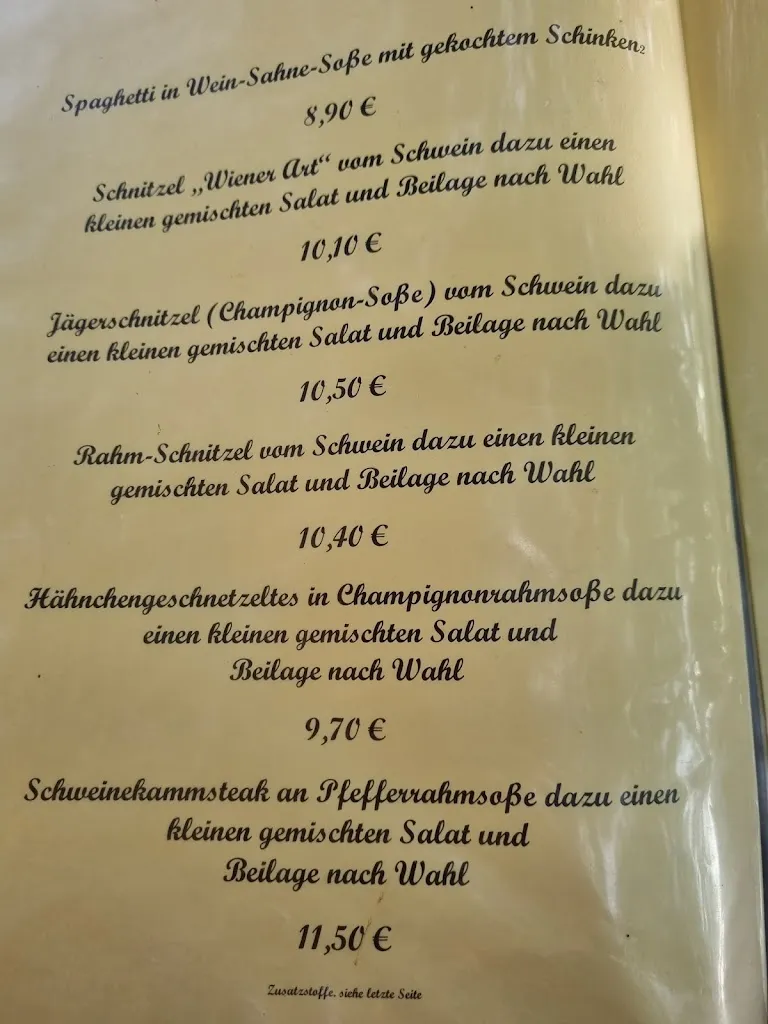 Spaghetti in Wein-Sahne-Soße mit gekochtem Schinken₂
8,90 €
Schnitzel „Wiener Art“ vom Schwein dazu einen
kleinen gemischten Salat und Beilage nach Wahl
10,10 €
Jägerschnitzel (Champignon-Soße) vom Schwein dazu
einen kleinen gemischten Salat und Beilage nach Wahl
10,50 €
Rahm-Schnitzel vom Schwein dazu einen kleinen
gemischten Salat und Beilage nach Wahl
10,40 €
Hähnchengeschnetzeltes in Champignonrahmsoße dazu
einen kleinen gemischten Salat und
Beilage nach Wahl
9,70 €
Schweinekammsteak an Pfefferrahmsoße dazu einen
kleinen gemischten Salat und
Beilage nach Wahl
11,50 €
Zusatzstoffe. siehe letzte Seite